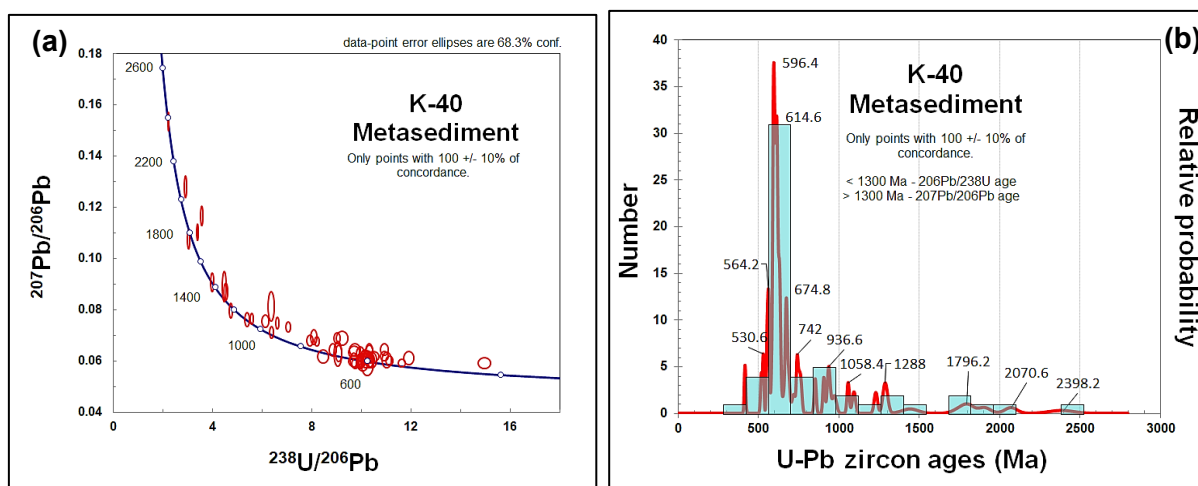 (a)
data-point error ellipses are 68.3% conf.
0.18
0.16
0.14
0.12
0.10
0.08
0.06
0.04
207Pb/206Pb
2600
2200
1800
1400
1000
600
K-40
Metasediment
Only points with 100 +/- 10% of
concordance.
4 8 12 16
238U/206Pb
(b)
40
35
30
25
20
15
10
5
0
Number
596.4
614.6
564.2
530.6
674.8
742
936.6
1058.4
1288
1796.2
2070.6
2398.2
K-40
Metasediment
Only points with 100 +/- 10% of
concordance.
< 1300 Ma - 206Pb/238U age
> 1300 Ma - 207Pb/206Pb age
Relative probability
0 500 1000 1500 2000 2500 3000
U-Pb zircon ages (Ma)